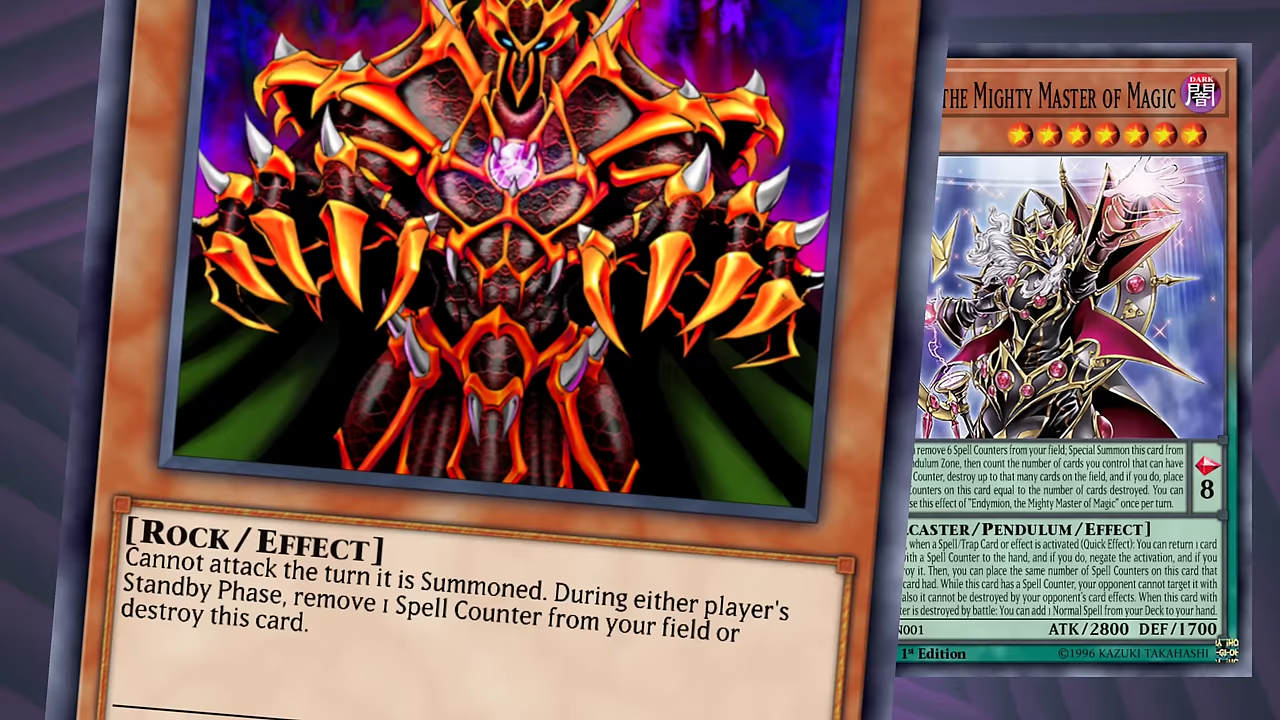 [ROCK/EFFECT]
Cannot attack the turn it is Summoned. During either player's
Standby Phase, remove 1 Spell Counter from your field or
destroy this card.
THE MIGHTY MASTER OF MAGIC
DARK
闇
remove 6 Spell Counters from your field; Special Summon this card from
Zone, then count the number of cards you control that can have
Counter, destroy up to that many cards on the field, and if you do, place
on this card equal to the number of cards destroyed. You can
this effect of "Endymion, the Mighty Master of Magic" once per turn.
8
CASTER/PENDULUM/EFFECT]
when a Spell/Trap Card or effect is activated (Quick Effect): You can return 1 card
a Spell Counter to the hand, and if you do, negate the activation, and if you
it. Then, you can place the same number of Spell Counters on this card that
card had. While this card has a Spell Counter, your opponent cannot target it with
also it cannot be destroyed by your opponent's card effects. When this card with
is destroyed by battle: You can add 1 Normal Spell from your Deck to your hand.
N001
ATK/2800 DEF/1700
1st Edition
©1996 KAZUKI TAKAHASHI